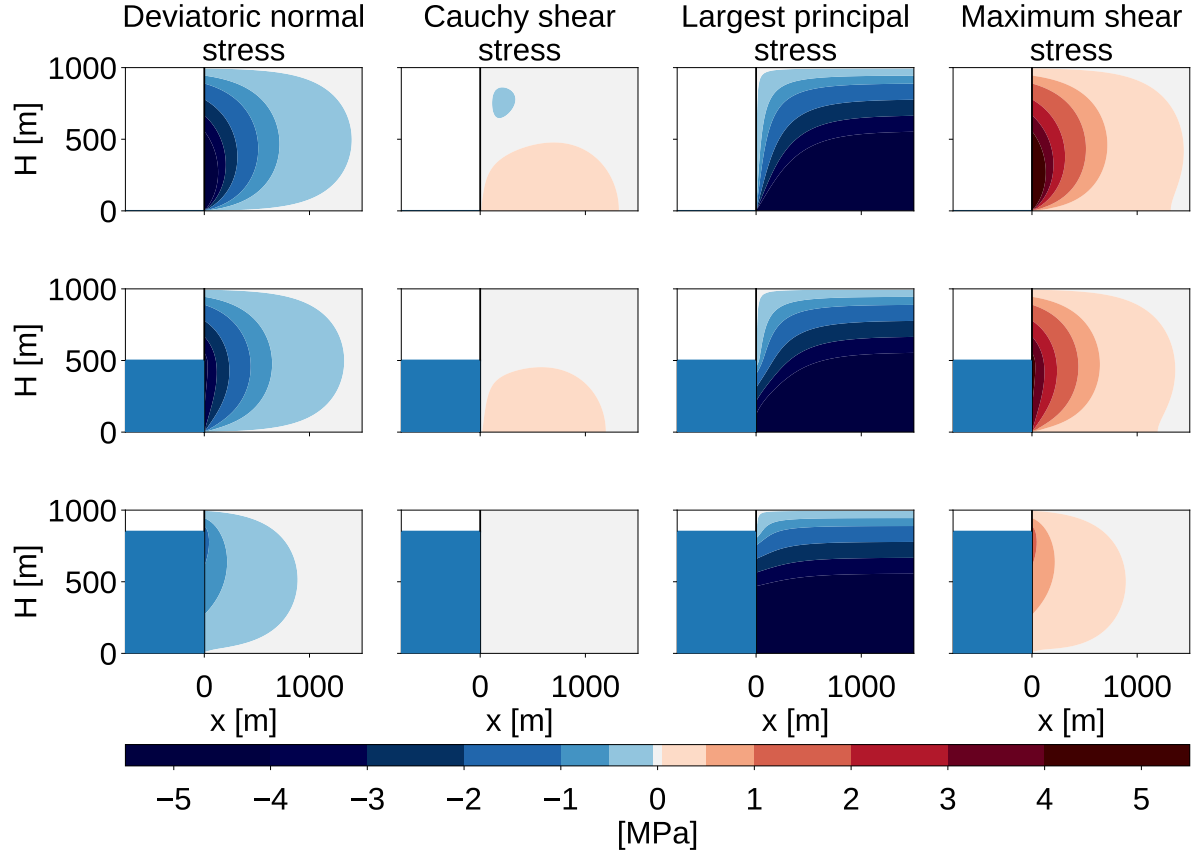 Deviatoric normal stress
Cauchy shear stress
Largest principal stress
Maximum shear stress
1000
H [m]
500
0
1000
H [m]
500
0
1000
H [m]
500
0
0 1000 0 1000 0 1000 0 1000
x [m] x [m] x [m] x [m]
−5 −4 −3 −2 −1 0 1 2 3 4 5
[MPa]